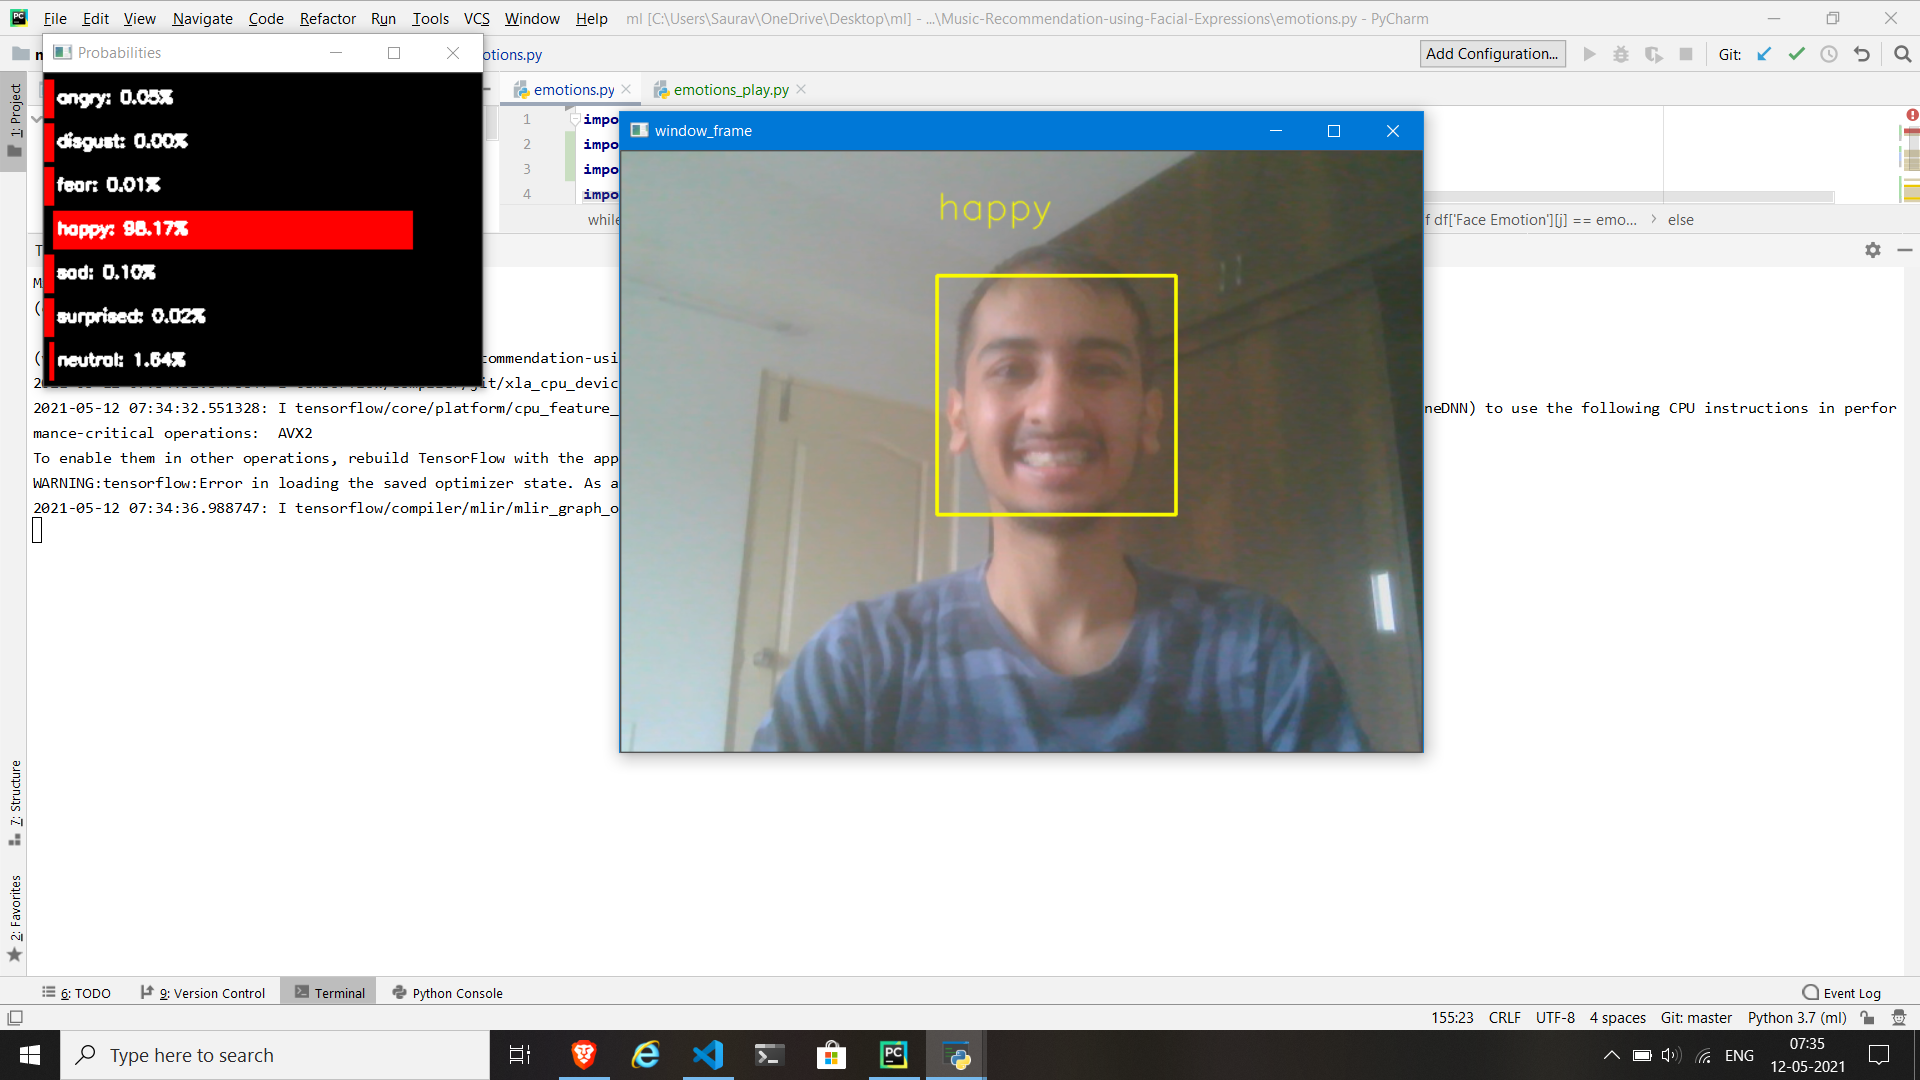 File Edit View Navigate Code Refactor Run Tools VCS Window Help ml [C:\Users\Saurav\OneDrive\Desktop\ml] - ...\Music-Recommendation-using-Facial-Expressions\emotions.py - PyCharm
Probabilities
otions.py
Add Configuration...
Git:
angry: 0.05%
disgust: 0.00%
fear: 0.01%
happy: 98.17%
sad: 0.10%
surprised: 0.02%
neutral: 1.64%
emotions.py
emotions_play.py
1 impo
2 impo
3 impo
4 impo
while
f df['Face Emotion'][j] == emo... > else
window_frame
happy
commendation-usi
2021-05-12 07:34:32.551328: I tensorflow/core/platform/cpu_feature_
neDNN) to use the following CPU instructions in perfor
mance-critical operations: AVX2
To enable them in other operations, rebuild TensorFlow with the app
WARNING:tensorflow:Error in loading the saved optimizer state. As a
2021-05-12 07:34:36.988747: I tensorflow/compiler/mlir/mlir_graph_o
1: Project
7: Structure
2: Favorites
6: TODO
9: Version Control
Terminal
Python Console
Event Log
155:23 CRLF UTF-8 4 spaces Git: master Python 3.7 (ml)
Type here to search
ENG
07:35
12-05-2021